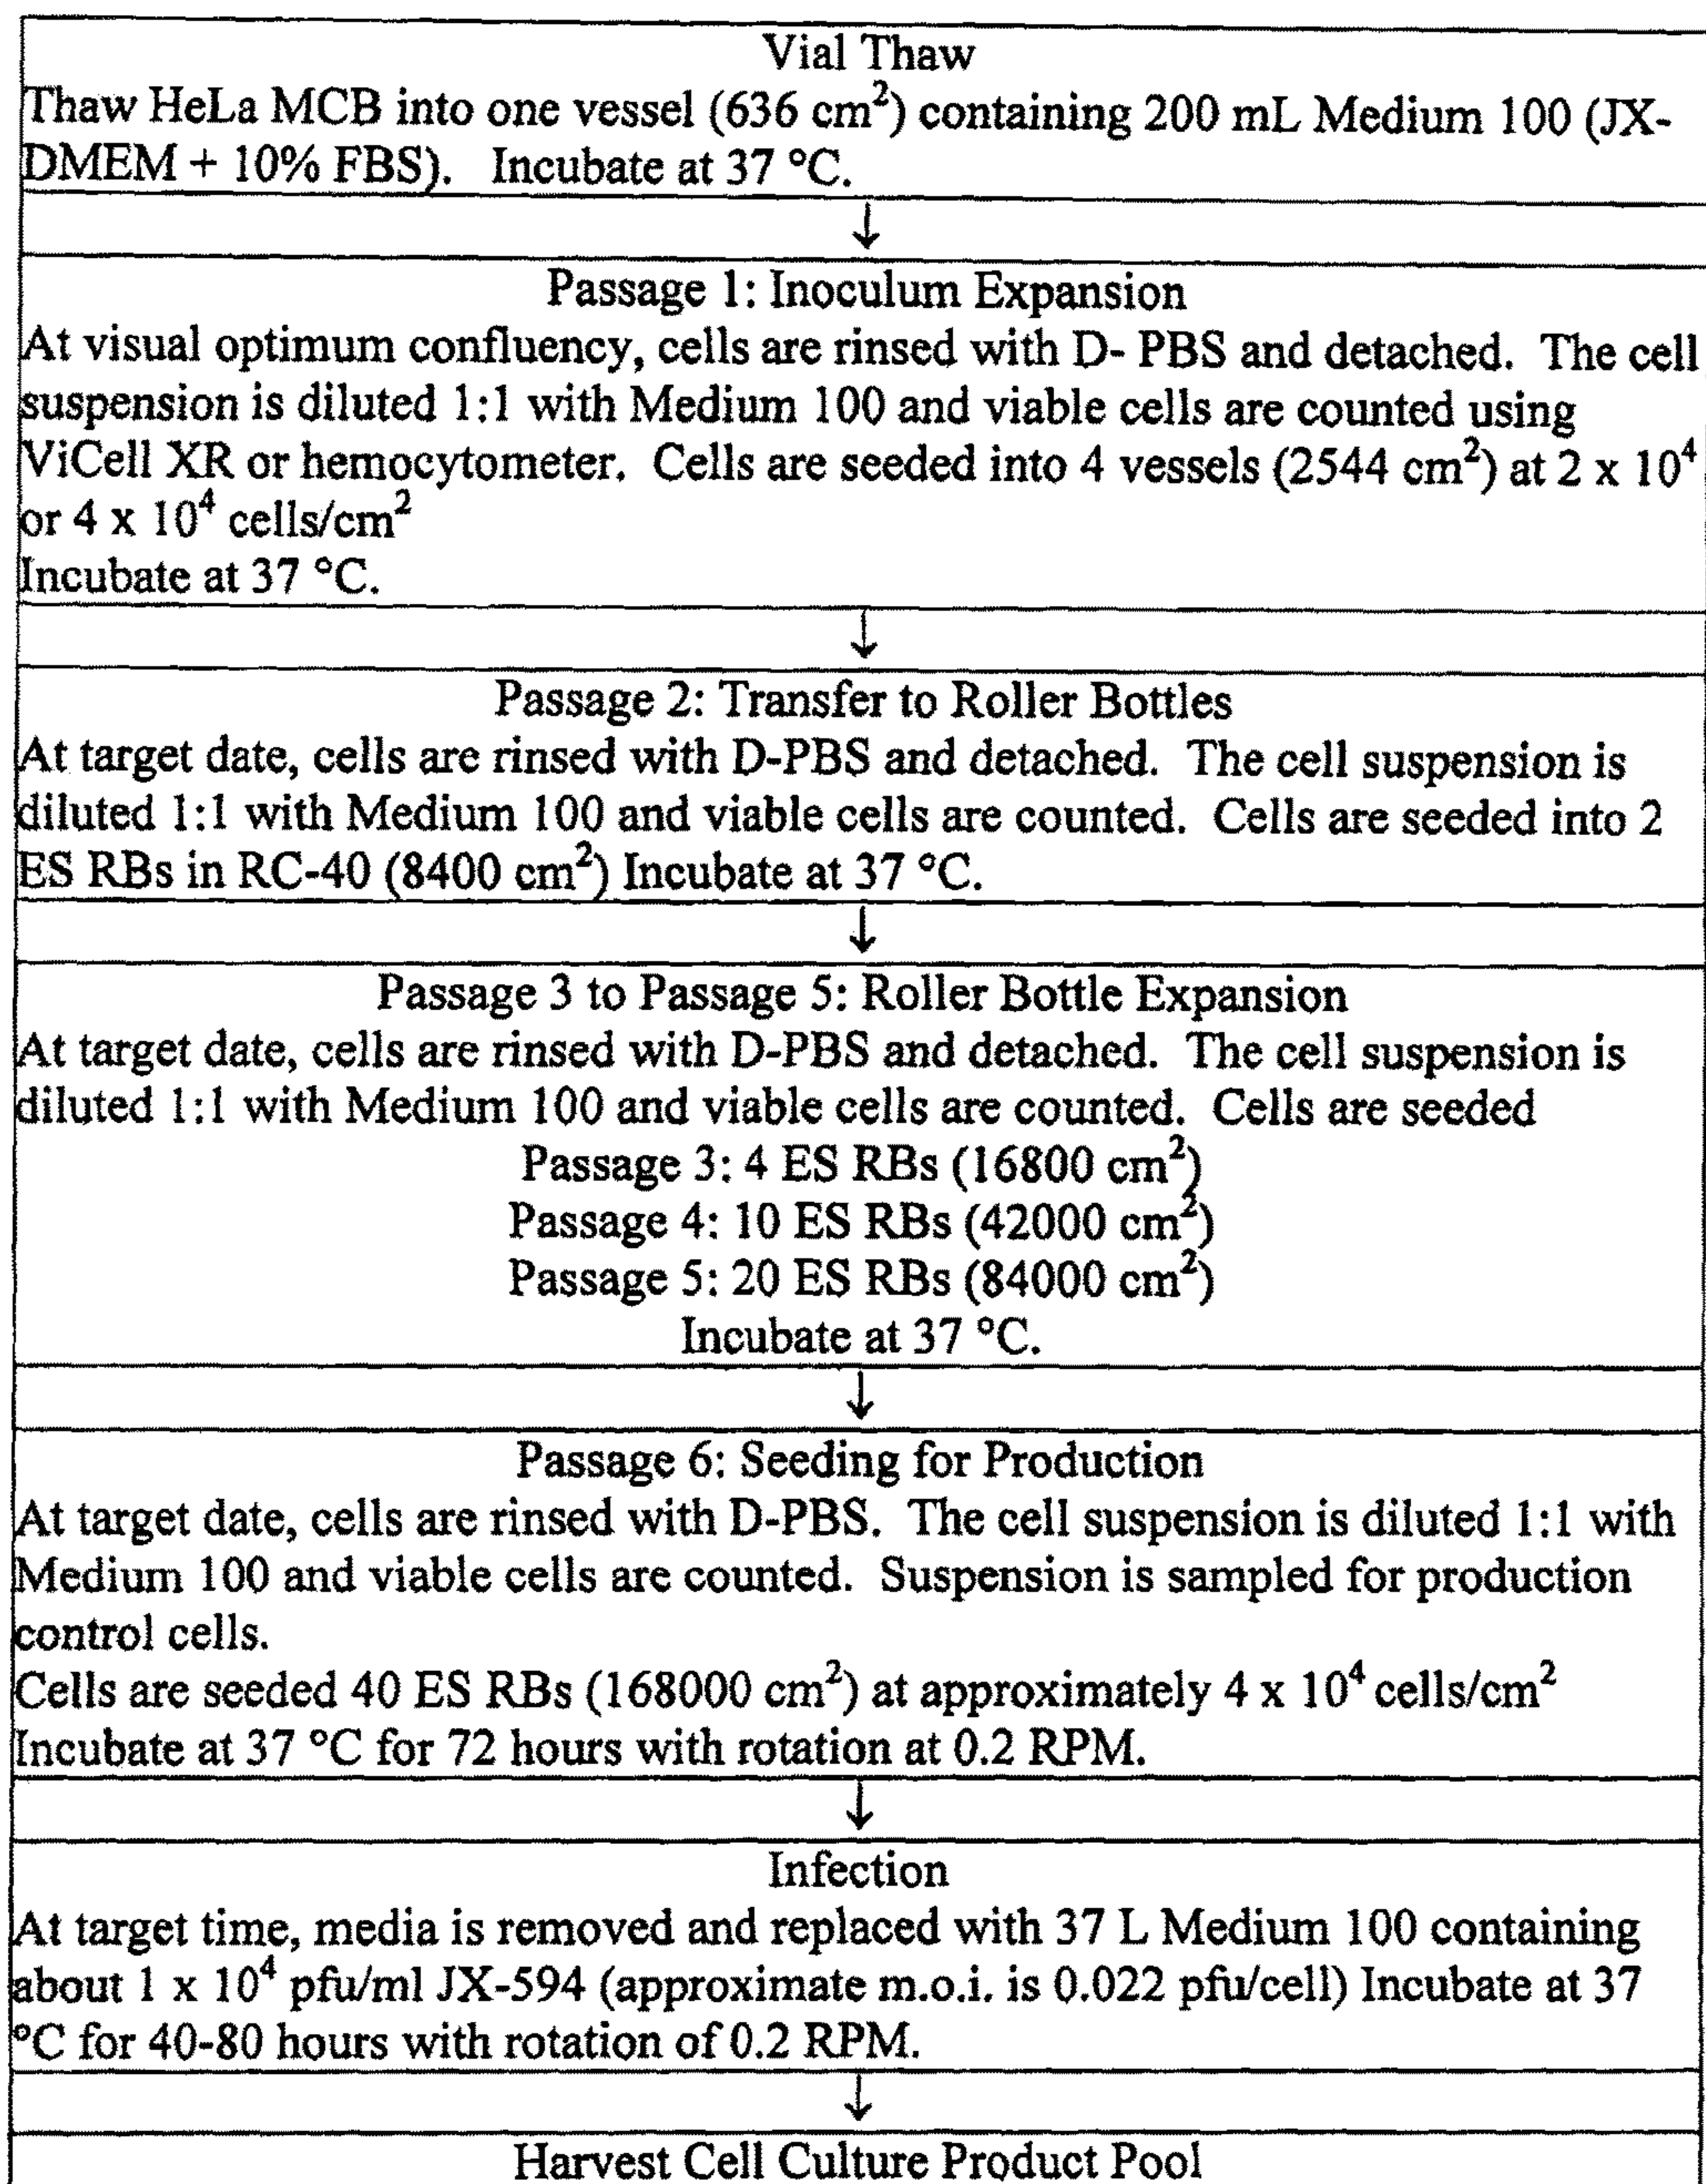 Vial Thaw
Thaw HeLa MCB into one vessel (636 cm²) containing 200 mL Medium 100 (JX-
DMEM + 10% FBS). Incubate at 37 °C.
↓
Passage 1: Inoculum Expansion
At visual optimum confluency, cells are rinsed with D- PBS and detached. The cell
suspension is diluted 1:1 with Medium 100 and viable cells are counted using
ViCell XR or hemocytometer. Cells are seeded into 4 vessels (2544 cm²) at 2 x 10⁴
or 4 x 10⁴ cells/cm²
Incubate at 37 °C.
↓
Passage 2: Transfer to Roller Bottles
At target date, cells are rinsed with D-PBS and detached. The cell suspension is
diluted 1:1 with Medium 100 and viable cells are counted. Cells are seeded into 2
ES RBs in RC-40 (8400 cm²) Incubate at 37 °C.
↓
Passage 3 to Passage 5: Roller Bottle Expansion
At target date, cells are rinsed with D-PBS and detached. The cell suspension is
diluted 1:1 with Medium 100 and viable cells are counted. Cells are seeded
Passage 3: 4 ES RBs (16800 cm²)
Passage 4: 10 ES RBs (42000 cm²)
Passage 5: 20 ES RBs (84000 cm²)
Incubate at 37 °C.
↓
Passage 6: Seeding for Production
At target date, cells are rinsed with D-PBS. The cell suspension is diluted 1:1 with
Medium 100 and viable cells are counted. Suspension is sampled for production
control cells.
Cells are seeded 40 ES RBs (168000 cm²) at approximately 4 x 10⁴ cells/cm²
Incubate at 37 °C for 72 hours with rotation at 0.2 RPM.
↓
Infection
At target time, media is removed and replaced with 37 L Medium 100 containing
about 1 x 10⁴ pfu/ml JX-594 (approximate m.o.i. is 0.022 pfu/cell) Incubate at 37
°C for 40-80 hours with rotation of 0.2 RPM.
↓
Harvest Cell Culture Product Pool